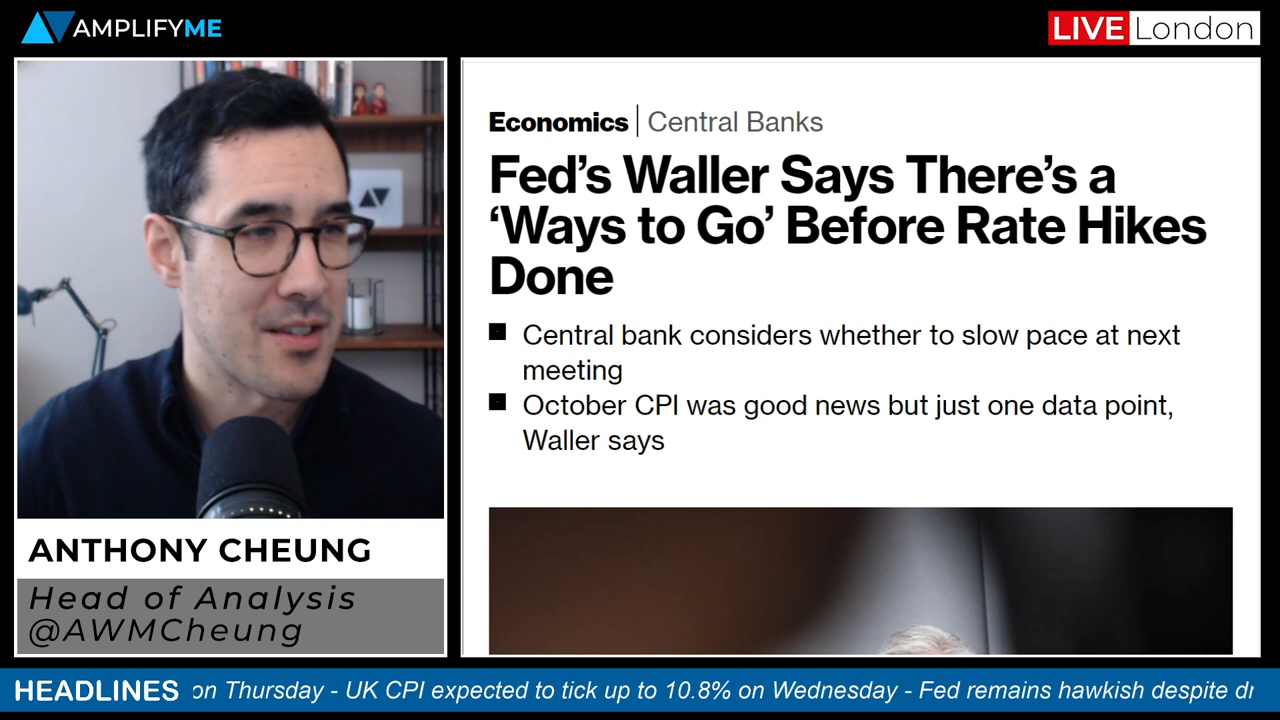 AMPLIFYME
LIVE London
Economics | Central Banks
Fed’s Waller Says There’s a
‘Ways to Go’ Before Rate Hikes
Done
Central bank considers whether to slow pace at next
meeting
October CPI was good news but just one data point,
Waller says
ANTHONY CHEUNG
Head of Analysis
@AWMCheung
HEADLINES on Thursday - UK CPI expected to tick up to 10.8% on Wednesday - Fed remains hawkish despite